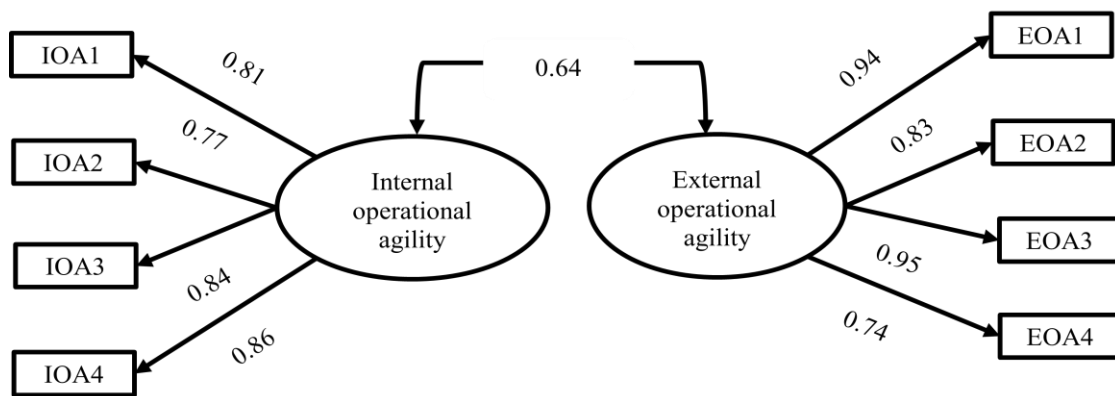 IOA1
IOA2
IOA3
IOA4
0.81
0.77
0.84
0.86
Internal
operational
agility
0.64
External
operational
agility
0.94
0.83
0.95
0.74
EOA1
EOA2
EOA3
EOA4